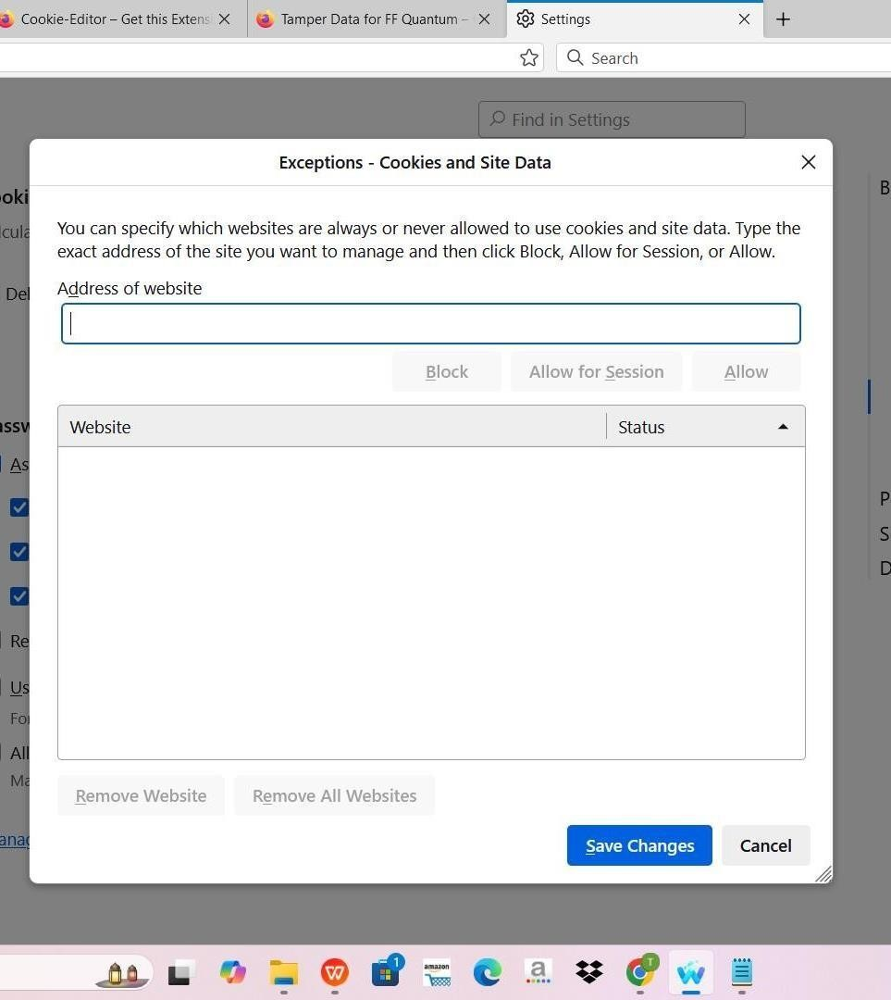 Cookie-Editor – Get this Extens
Tamper Data for FF Quantum –
Settings
Search
Find in Settings
Exceptions - Cookies and Site Data
B
You can specify which websites are always or never allowed to use cookies and site data. Type the
exact address of the site you want to manage and then click Block, Allow for Session, or Allow.
Address of website
Del
Block
Allow for Session
Allow
Website
Status
As
P
S
D
Re
Us
For
All
Ma
Remove Website
Remove All Websites
Save Changes
Cancel
1
amazon
a
T